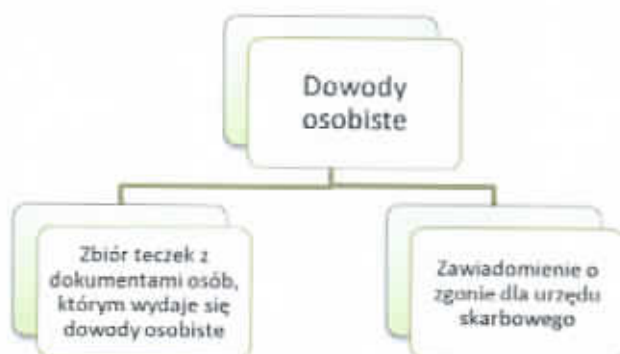 Dowody
osobiste
Zbiór teczek z
dokumentami osób,
którym wydaje się
dowody osobiste
Zawiadomienie o
zgonie dla urzędu
skarbowego